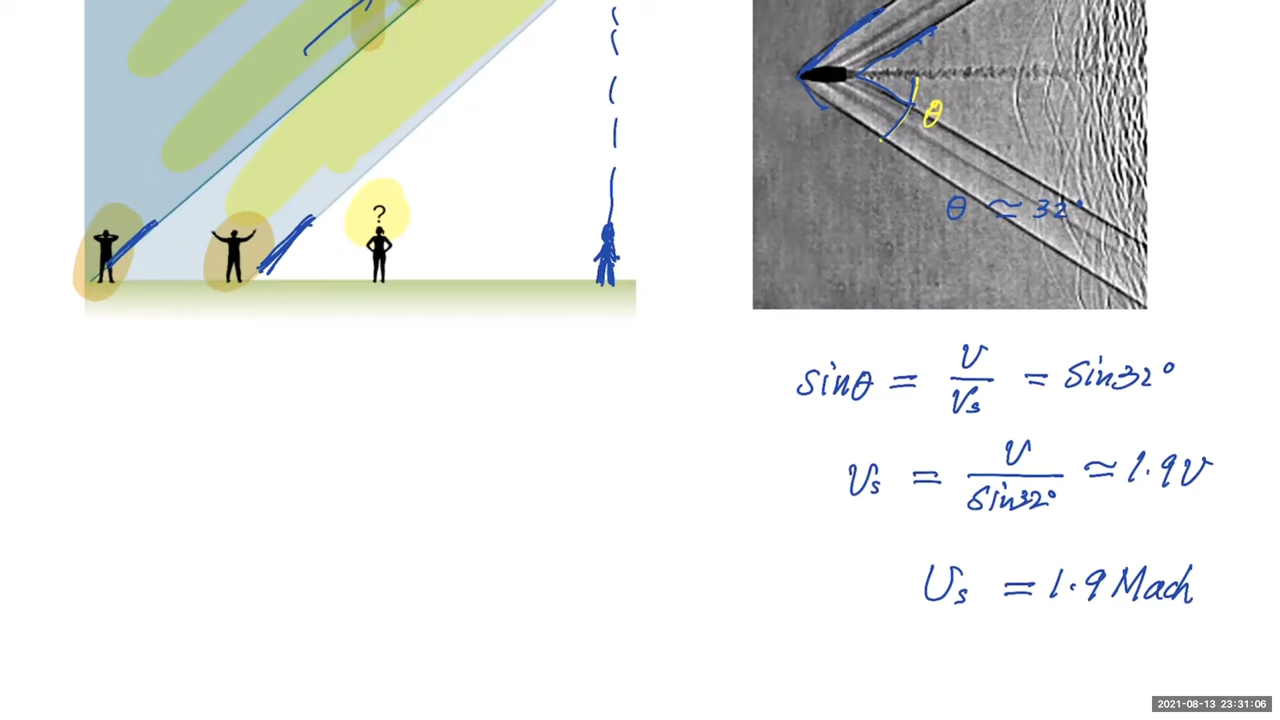 ?
θ
θ ≃ 32°
sinθ = v/vs = Sin32°
vs = v/Sin32° ≃ 1.9v
Us = 1.9 Mach
2021-08-13 23:31:06